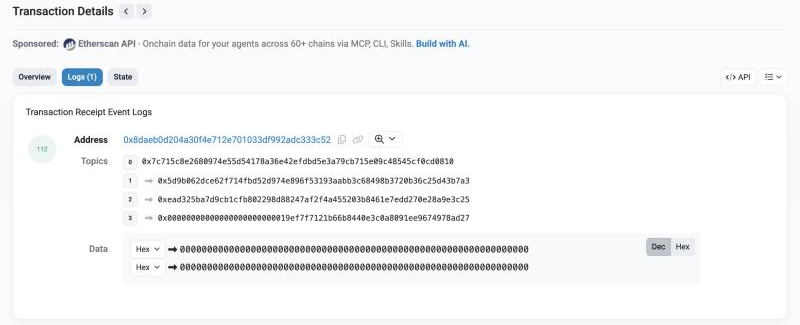 Transaction Details
Sponsored: Etherscan API - Onchain data for your agents across 60+ chains via MCP, CLI, Skills. Build with AI.
Overview Logs (1) State </> API
Transaction Receipt Event Logs
112 Address 0x8daeb0d204a30f4e712e701033df992adc333c52
Topics 0 0x7c715c8e2680974e55d54178a36e42efdbd5e3a79cb715e09c48545cf0cd0810
1 0x5d9b062dce62f714fbd52d974e896f53193aabb3c68498b3720b36c25d43b7a3
2 0xead325ba7d9cb1cfb802298d88247af2f4a455203b8461e7edd270e28a9e3c25
3 0x00000000000000000000000019ef7f7121b66b8440e3c0a8091ee9674978ad27
Data Hex 0000000000000000000000000000000000000000000000000000000000000000 Dec Hex
Hex 0000000000000000000000000000000000000000000000000000000000000000